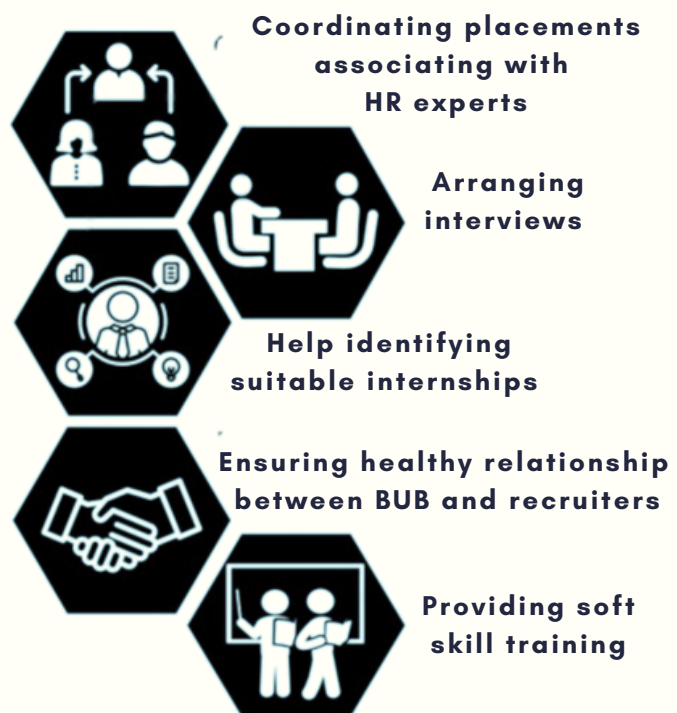 Coordinating placements
associating with
HR experts
Arranging
interviews
Help identifying
suitable internships
Ensuring healthy relationship
between BUB and recruiters
Providing soft
skill training